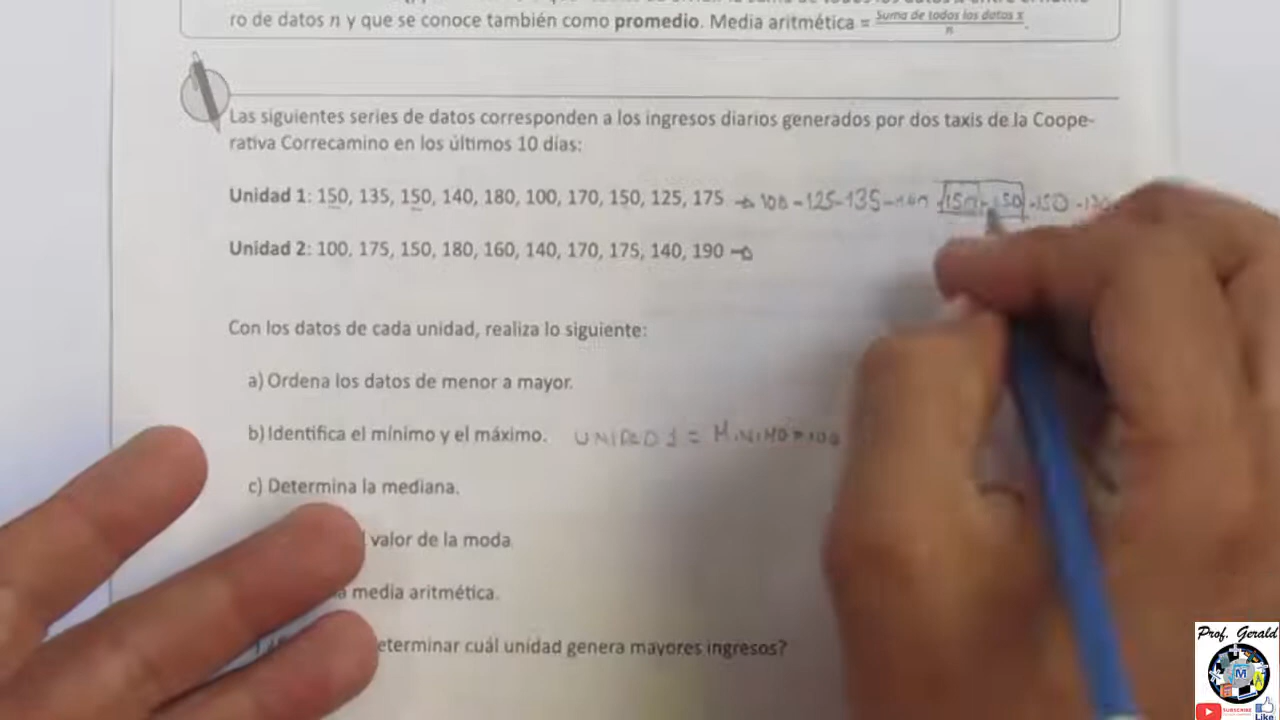 ro de datos n y que se conoce también como promedio. Media aritmética = Suma de todos los datos x / n.
Las siguientes series de datos corresponden a los ingresos diarios generados por dos taxis de la Coope-
rativa Correcamino en los últimos 10 días:
Unidad 1: 150, 135, 150, 140, 180, 100, 170, 150, 125, 175 → 100 - 125 - 135 - 140 150 - 150 - 150 -
Unidad 2: 100, 175, 150, 180, 160, 140, 170, 175, 140, 190 →
Con los datos de cada unidad, realiza lo siguiente:
a) Ordena los datos de menor a mayor.
b) Identifica el mínimo y el máximo. UNIDAD 1 = MINIMO = 100
c) Determina la mediana.
valor de la moda
media aritmética.
eterminar cuál unidad genera mayores ingresos?
Prof. Gerald
SUBSCRIBE
Like